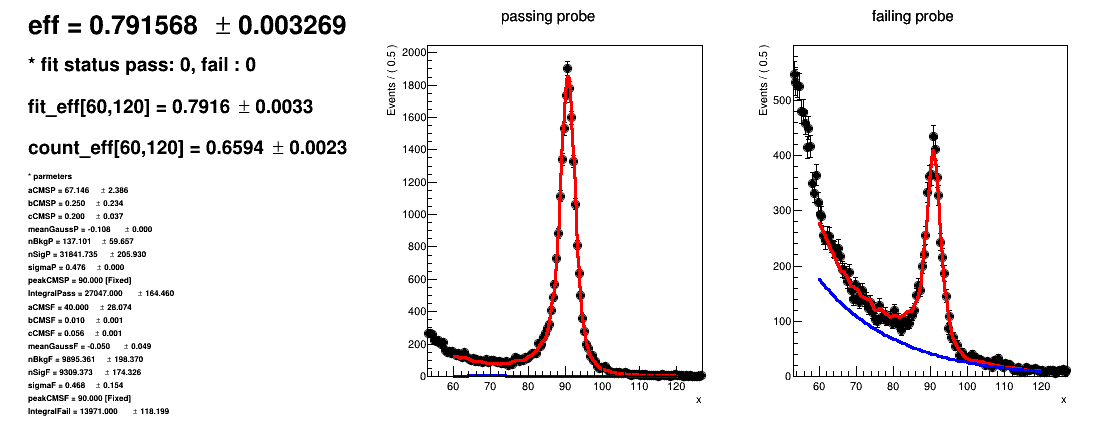 eff = 0.791568 ± 0.003269
* fit status pass: 0, fail : 0
fit_eff[60,120] = 0.7916 ± 0.0033
count_eff[60,120] = 0.6594 ± 0.0023
* parmeters
aCMSP = 67.146 ± 2.386
bCMSP = 0.250 ± 0.234
cCMSP = 0.200 ± 0.037
meanGaussP = -0.108 ± 0.000
nBkgP = 137.101 ± 59.657
nSigP = 31841.735 ± 205.930
sigmaP = 0.476 ± 0.000
peakCMSP = 90.000 [Fixed]
IntegralPass = 27047.000 ± 164.460
aCMSF = 40.000 ± 28.074
bCMSF = 0.010 ± 0.001
cCMSF = 0.056 ± 0.001
meanGaussF = -0.050 ± 0.049
nBkgF = 9895.361 ± 198.370
nSigF = 9309.373 ± 174.326
sigmaF = 0.468 ± 0.154
peakCMSF = 90.000 [Fixed]
IntegralFail = 13971.000 ± 118.199
passing probe
Events / ( 0.5 )
2000
1800
1600
1400
1200
1000
800
600
400
200
0
60 70 80 90 100 110 120
x
failing probe
Events / ( 0.5 )
500
400
300
200
100
0
60 70 80 90 100 110 120
x